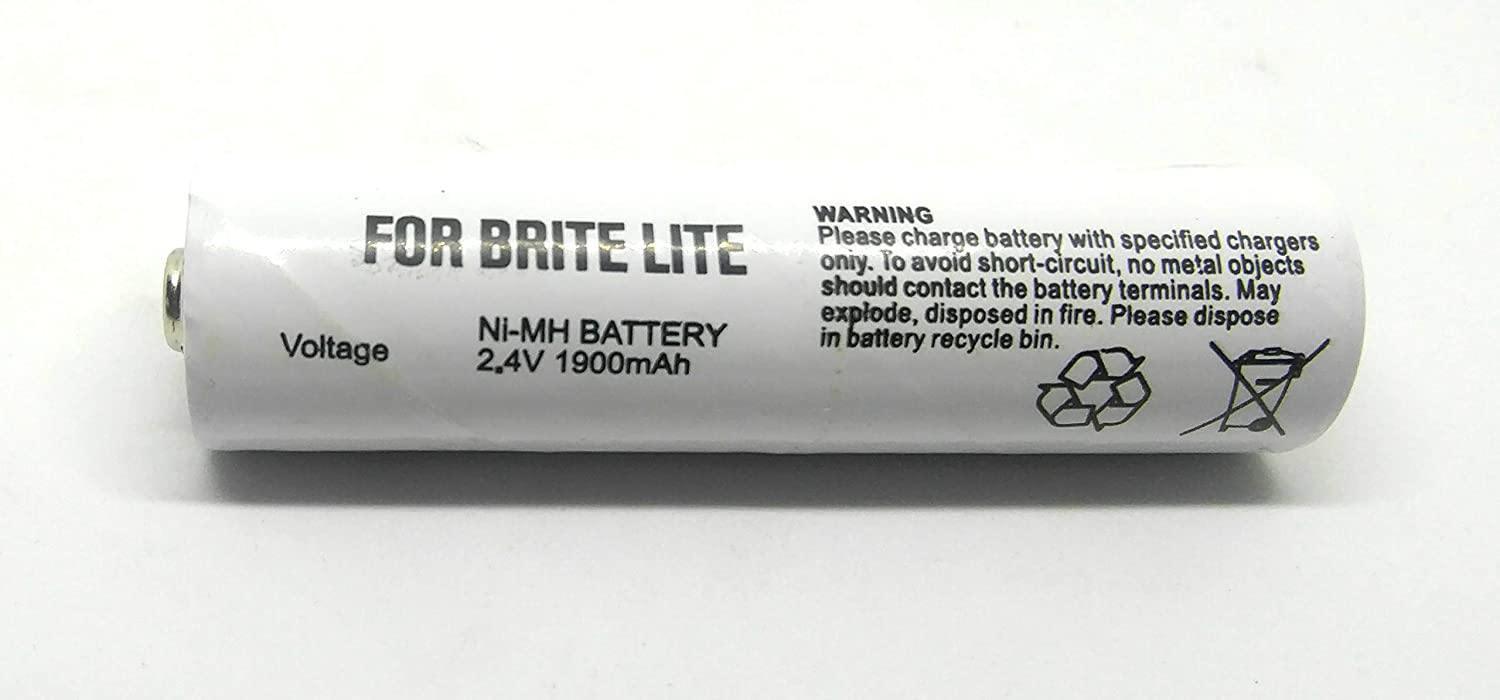 FOR BRITE LITE
Voltage
Ni-MH BATTERY
2.4V 1900mAh
WARNING
Please charge battery with specified chargers
only. To avoid short-circuit, no metal objects
should contact the battery terminals. May
explode, disposed in fire. Please dispose
in battery recycle bin.